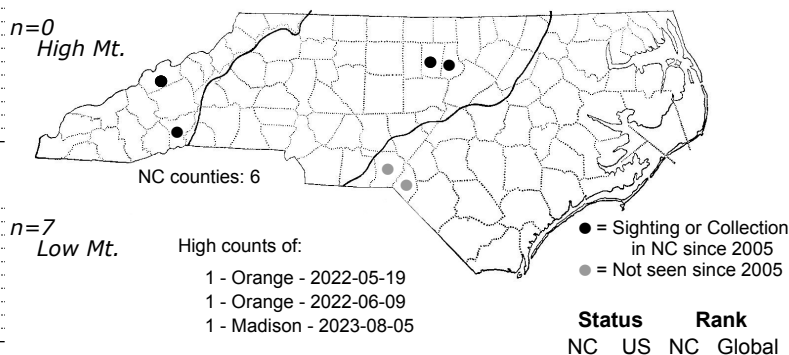 n=0
High Mt.
NC counties: 6
n=7
Low Mt.
High counts of:
1 - Orange - 2022-05-19
1 - Orange - 2022-06-09
1 - Madison - 2023-08-05
= Sighting or Collection
in NC since 2005
= Not seen since 2005
Status Rank
NC US NC Global